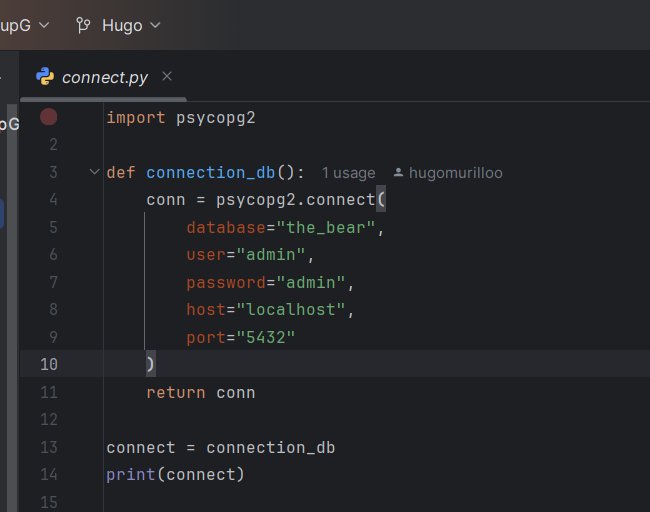 upG Hugo
connect.py
pG
import psycopg2
2
3 def connection_db(): 1 usage hugomurilloo
4 conn = psycopg2.connect(
5 database="the_bear",
6 user="admin",
7 password="admin",
8 host="localhost",
9 port="5432"
10 )
11 return conn
12
13 connect = connection_db
14 print(connect)
15